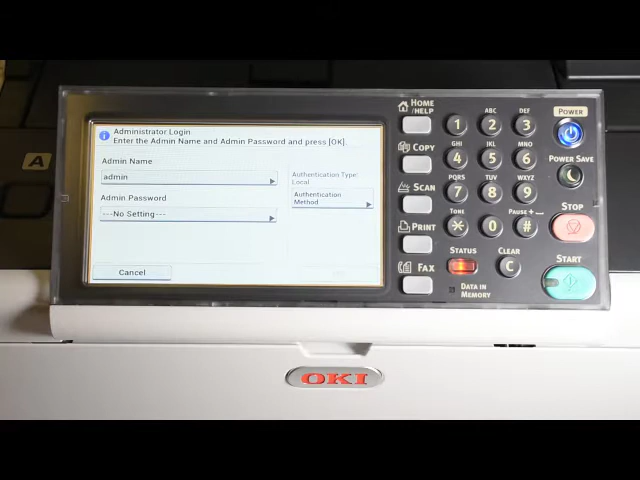 Administrator Login
Enter the Admin Name and Admin Password and press [OK].
Admin Name
admin
Authentication Type:
Local
Admin Password
Authentication
Method
---No Setting---
Cancel
A
HOME
/HELP
COPY
SCAN
PRINT
FAX
1
ABC
2
DEF
3
GHI
4
JKL
5
MNO
6
PQRS
7
TUV
8
WXYZ
9
TONE
*
0
PAUSE
#
STATUS
CLEAR
C
DATA IN
MEMORY
POWER
POWER SAVE
STOP
START
OKI